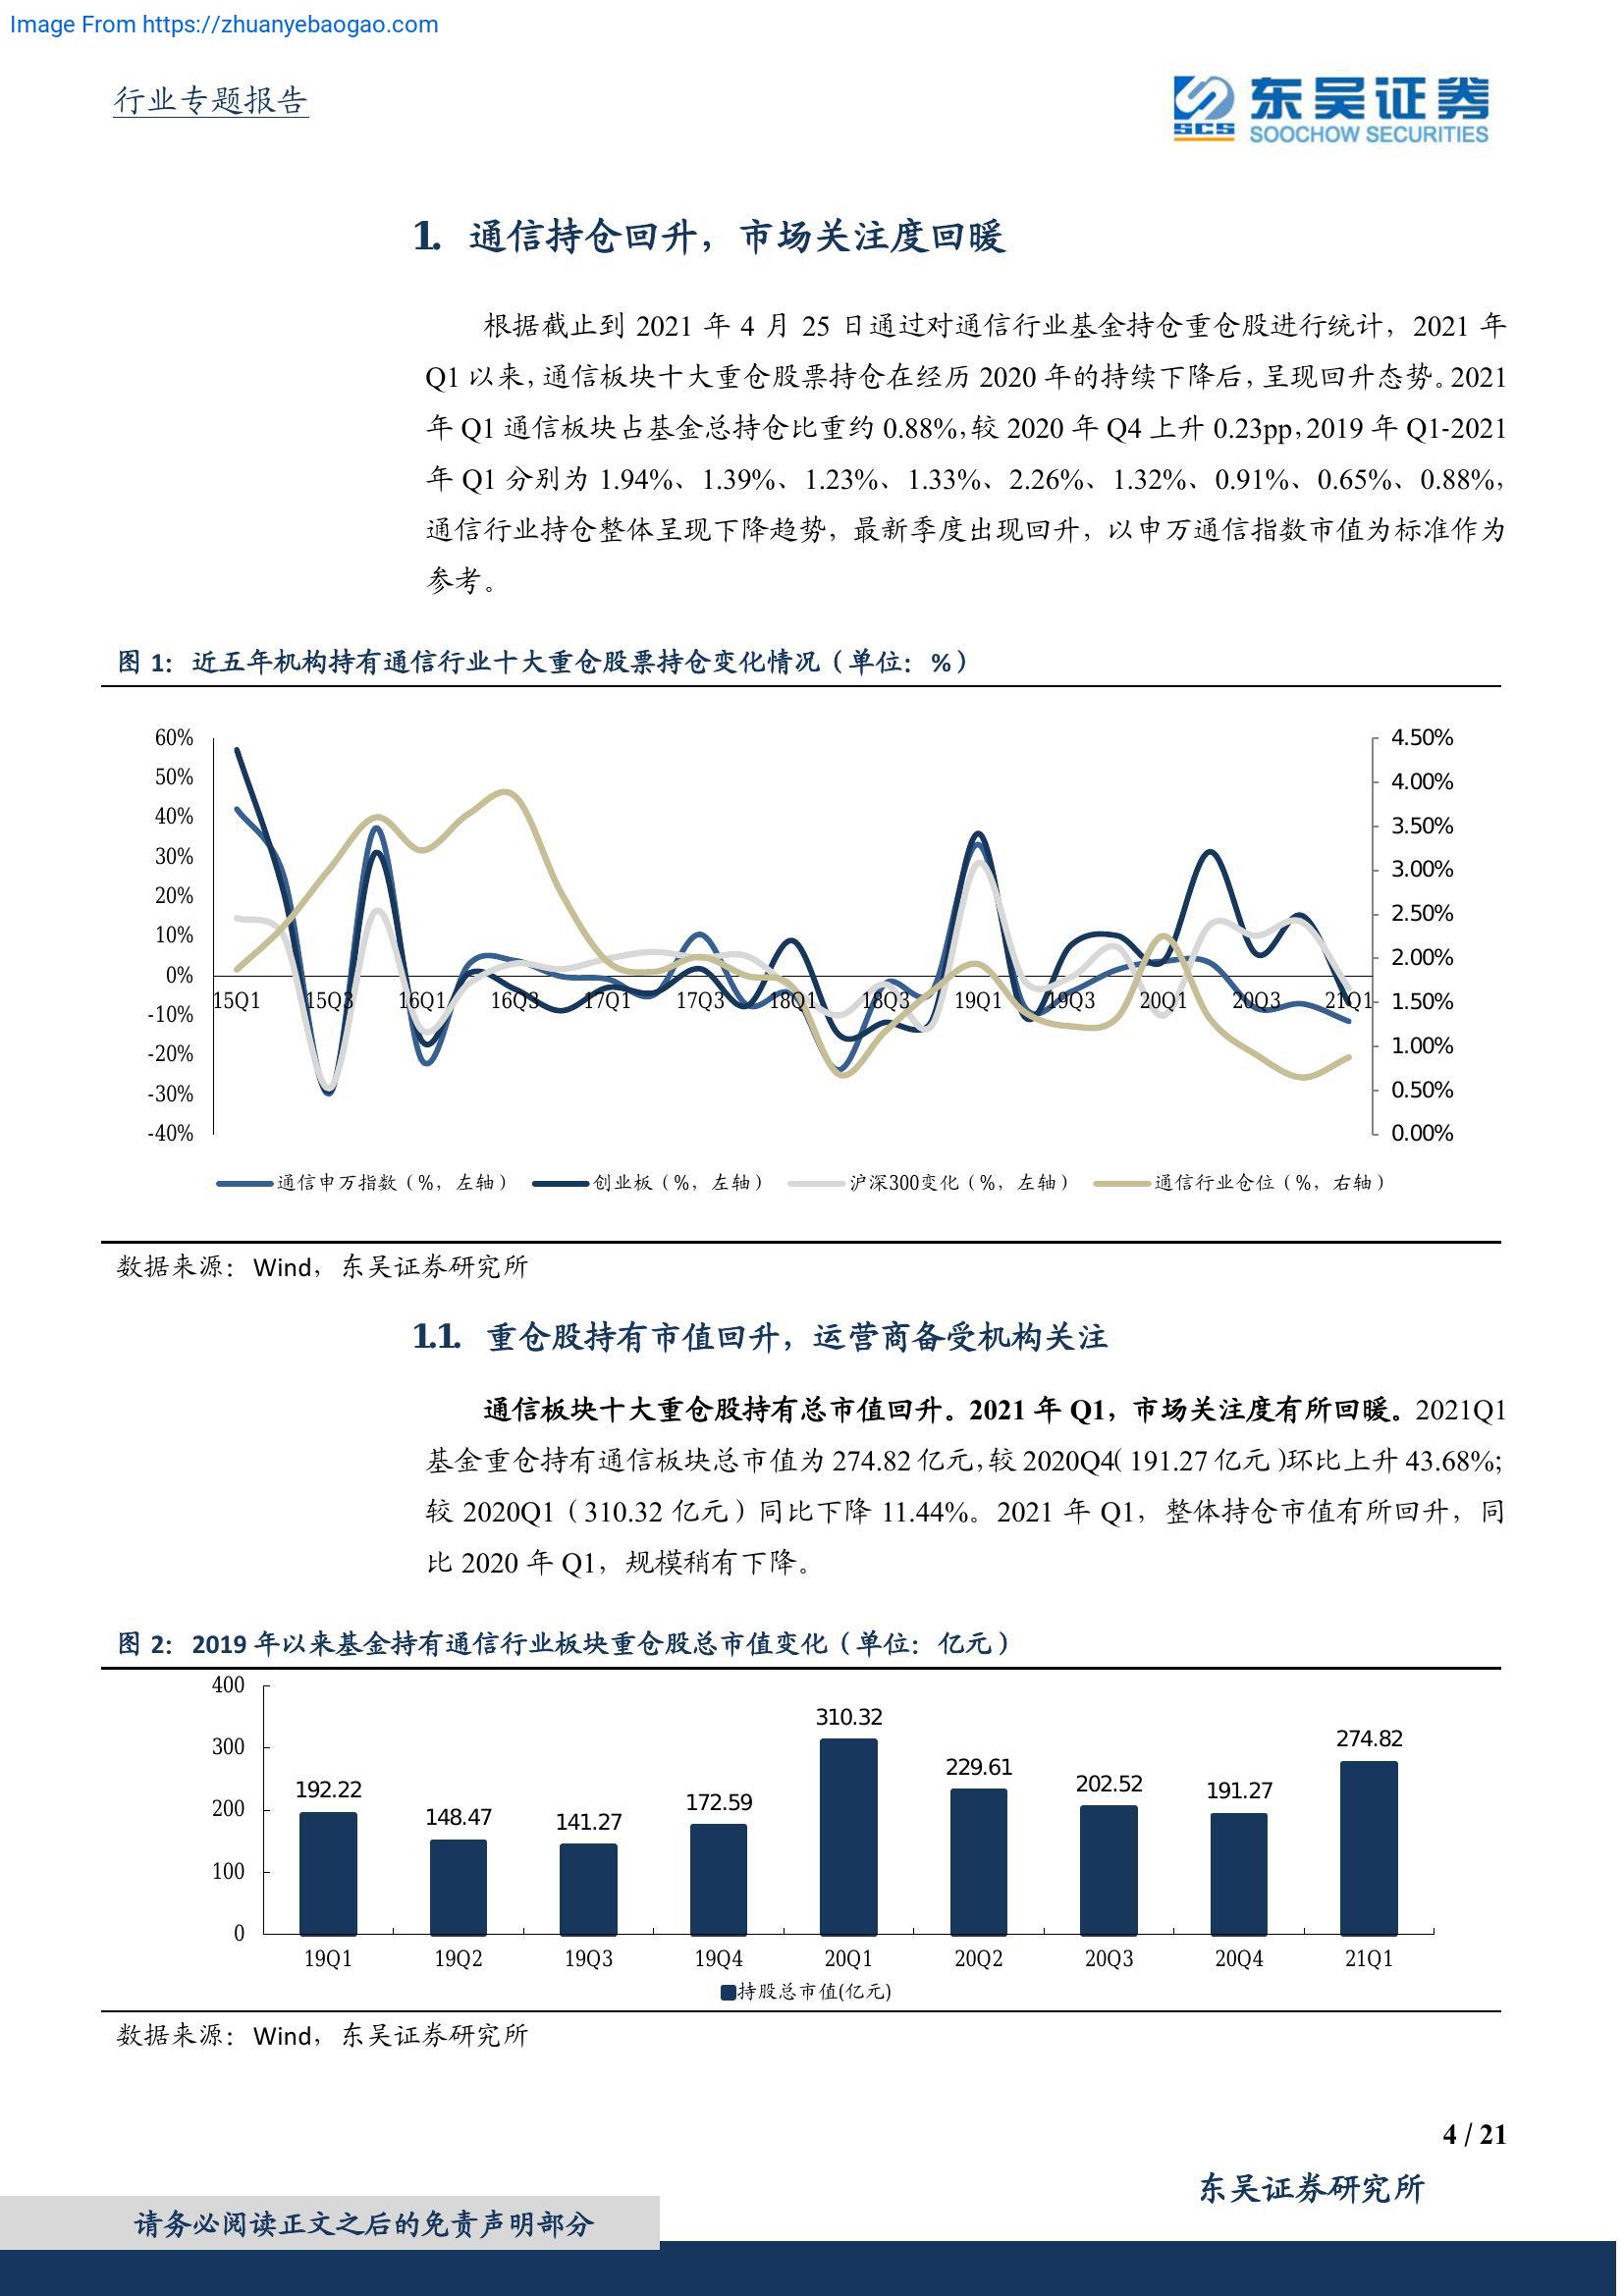 Image From https://zhuanyebaogao.com
行业专题报告
SCS
东吴证券
SOOCHOW SECURITIES
1. 通信持仓回升，市场关注度回暖
根据截止到 2021 年 4 月 25 日通过对通信行业基金持仓重仓股进行统计，2021 年
Q1 以来，通信板块十大重仓股票持仓在经历 2020 年的持续下降后，呈现回升态势。2021
年 Q1 通信板块占基金总持仓比重约 0.88%，较 2020 年 Q4 上升 0.23pp，2019 年 Q1-2021
年 Q1 分别为 1.94%、1.39%、1.23%、1.33%、2.26%、1.32%、0.91%、0.65%、0.88%，
通信行业持仓整体呈现下降趋势，最新季度出现回升，以申万通信指数市值为标准作为
参考。
图 1： 近五年机构持有通信行业十大重仓股票持仓变化情况（单位：%）
60% 4.50%
50% 4.00%
40% 3.50%
30% 3.00%
20% 2.50%
10% 2.00%
0% 1.50%
-10% 1.00%
-20% 0.50%
-30% 0.00%
-40%
15Q1 15Q3 16Q1 16Q3 17Q1 17Q3 18Q1 18Q3 19Q1 19Q3 20Q1 20Q3 21Q1
通信申万指数（%，左轴） 创业板（%，左轴） 沪深300变化（%，左轴） 通信行业仓位（%，右轴）
数据来源：Wind，东吴证券研究所
1.1. 重仓股持有市值回升，运营商备受机构关注
通信板块十大重仓股持有总市值回升。2021 年 Q1，市场关注度有所回暖。2021Q1
基金重仓持有通信板块总市值为 274.82 亿元，较 2020Q4（191.27 亿元）环比上升 43.68%；
较 2020Q1（310.32 亿元）同比下降 11.44%。2021 年 Q1，整体持仓市值有所回升，同
比 2020 年 Q1，规模稍有下降。
图 2： 2019 年以来基金持有通信行业板块重仓股总市值变化（单位：亿元）
400
300
200
100
0
192.22 148.47 141.27 172.59 310.32 229.61 202.52 191.27 274.82
19Q1 19Q2 19Q3 19Q4 20Q1 20Q2 20Q3 20Q4 21Q1
持股总市值(亿元)
数据来源：Wind，东吴证券研究所
4 / 21
东吴证券研究所
请务必阅读正文之后的免责声明部分